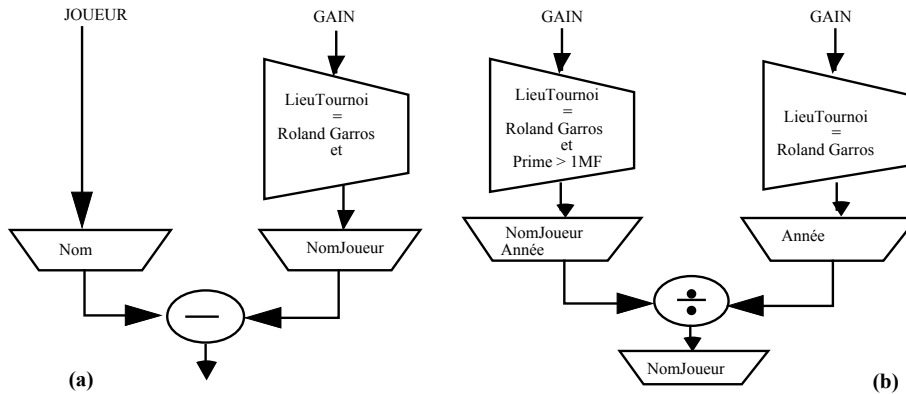 JOUEUR
GAIN
LieuTournoi
=
Roland Garros
et
Nom
NomJoueur
(a)
GAIN
GAIN
LieuTournoi
=
Roland Garros
et
Prime > 1MF
LieuTournoi
=
Roland Garros
NomJoueur
Année
Année
NomJoueur
(b)